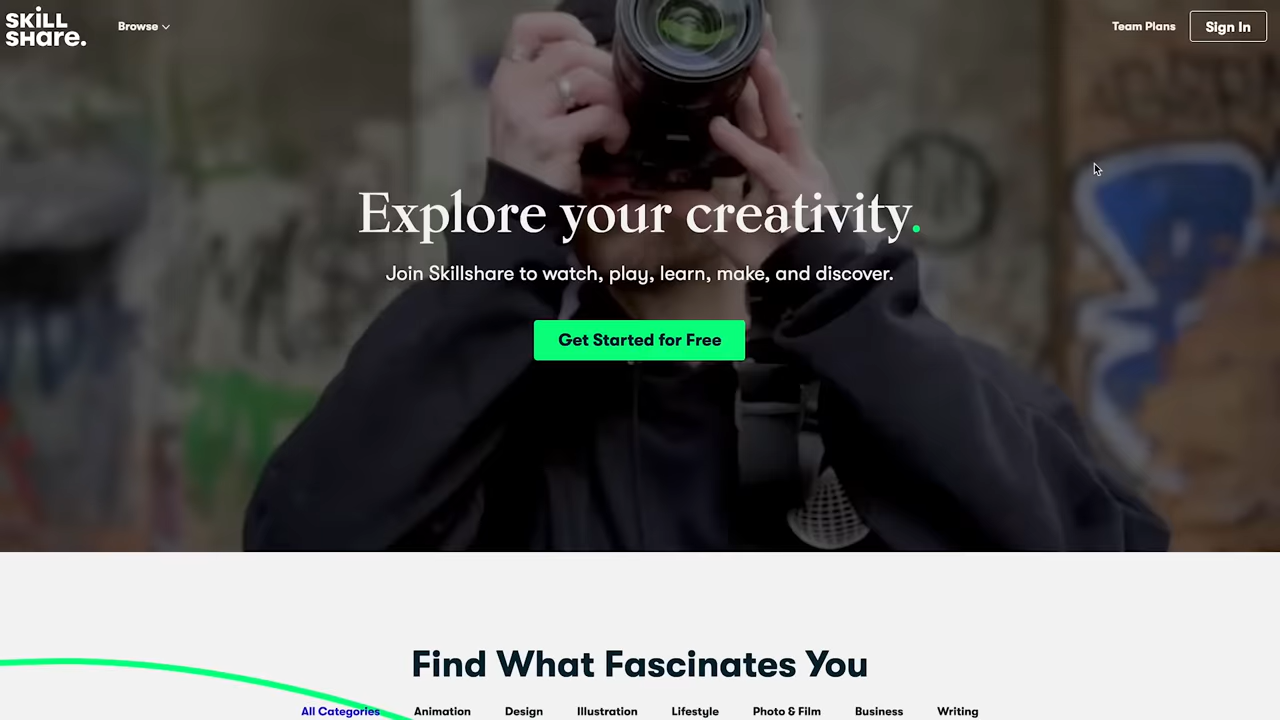 SKiLL
SHare.
Browse
Team Plans
Sign In
Explore your creativity.
Join Skillshare to watch, play, learn, make, and discover.
Get Started for Free
Find What Fascinates You
All Categories
Animation
Design
Illustration
Lifestyle
Photo & Film
Business
Writing